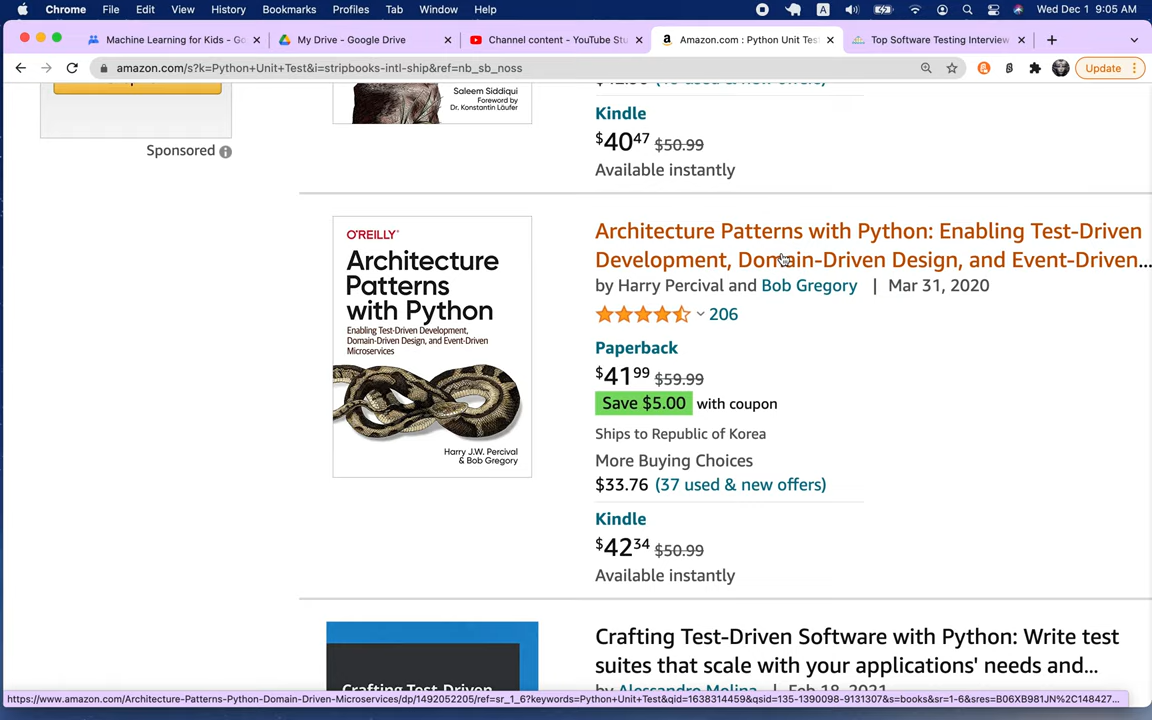 Chrome File Edit View History Bookmarks Profiles Tab Window Help A Wed Dec 1 9:05 AM
Machine Learning for Kids - Go My Drive - Google Drive Channel content - YouTube Stu Amazon.com : Python Unit Test Top Software Testing Interview
amazon.com/s?k=Python+Unit+Test&i=stripbooks-intl-ship&ref=nb_sb_noss Update
Saleem Siddiqui
Foreword by
Dr. Konstantin Läufer
Kindle
$40.47 $50.99
Available instantly
Sponsored
O'REILLY®
Architecture
Patterns
with Python
Enabling Test-Driven Development,
Domain-Driven Design, and Event-Driven
Microservices
Harry J.W. Percival
& Bob Gregory
Architecture Patterns with Python: Enabling Test-Driven
Development, Domain-Driven Design, and Event-Driven...
by Harry Percival and Bob Gregory | Mar 31, 2020
206
Paperback
$41.99 $59.99
Save $5.00 with coupon
Ships to Republic of Korea
More Buying Choices
$33.76 (37 used & new offers)
Kindle
$42.34 $50.99
Available instantly
Crafting Test-Driven
Crafting Test-Driven Software with Python: Write test
suites that scale with your applications' needs and...
by Alessandro Molina | Feb 18, 2021
https://www.amazon.com/Architecture-Patterns-Python-Domain-Driven-Microservices/dp/1492052205/ref=sr_1_6?keywords=Python+Unit+Test&qid=1638314459&qsid=135-1390098-9131307&s=books&sr=1-6&sres=B06XB981JN%2C148427...